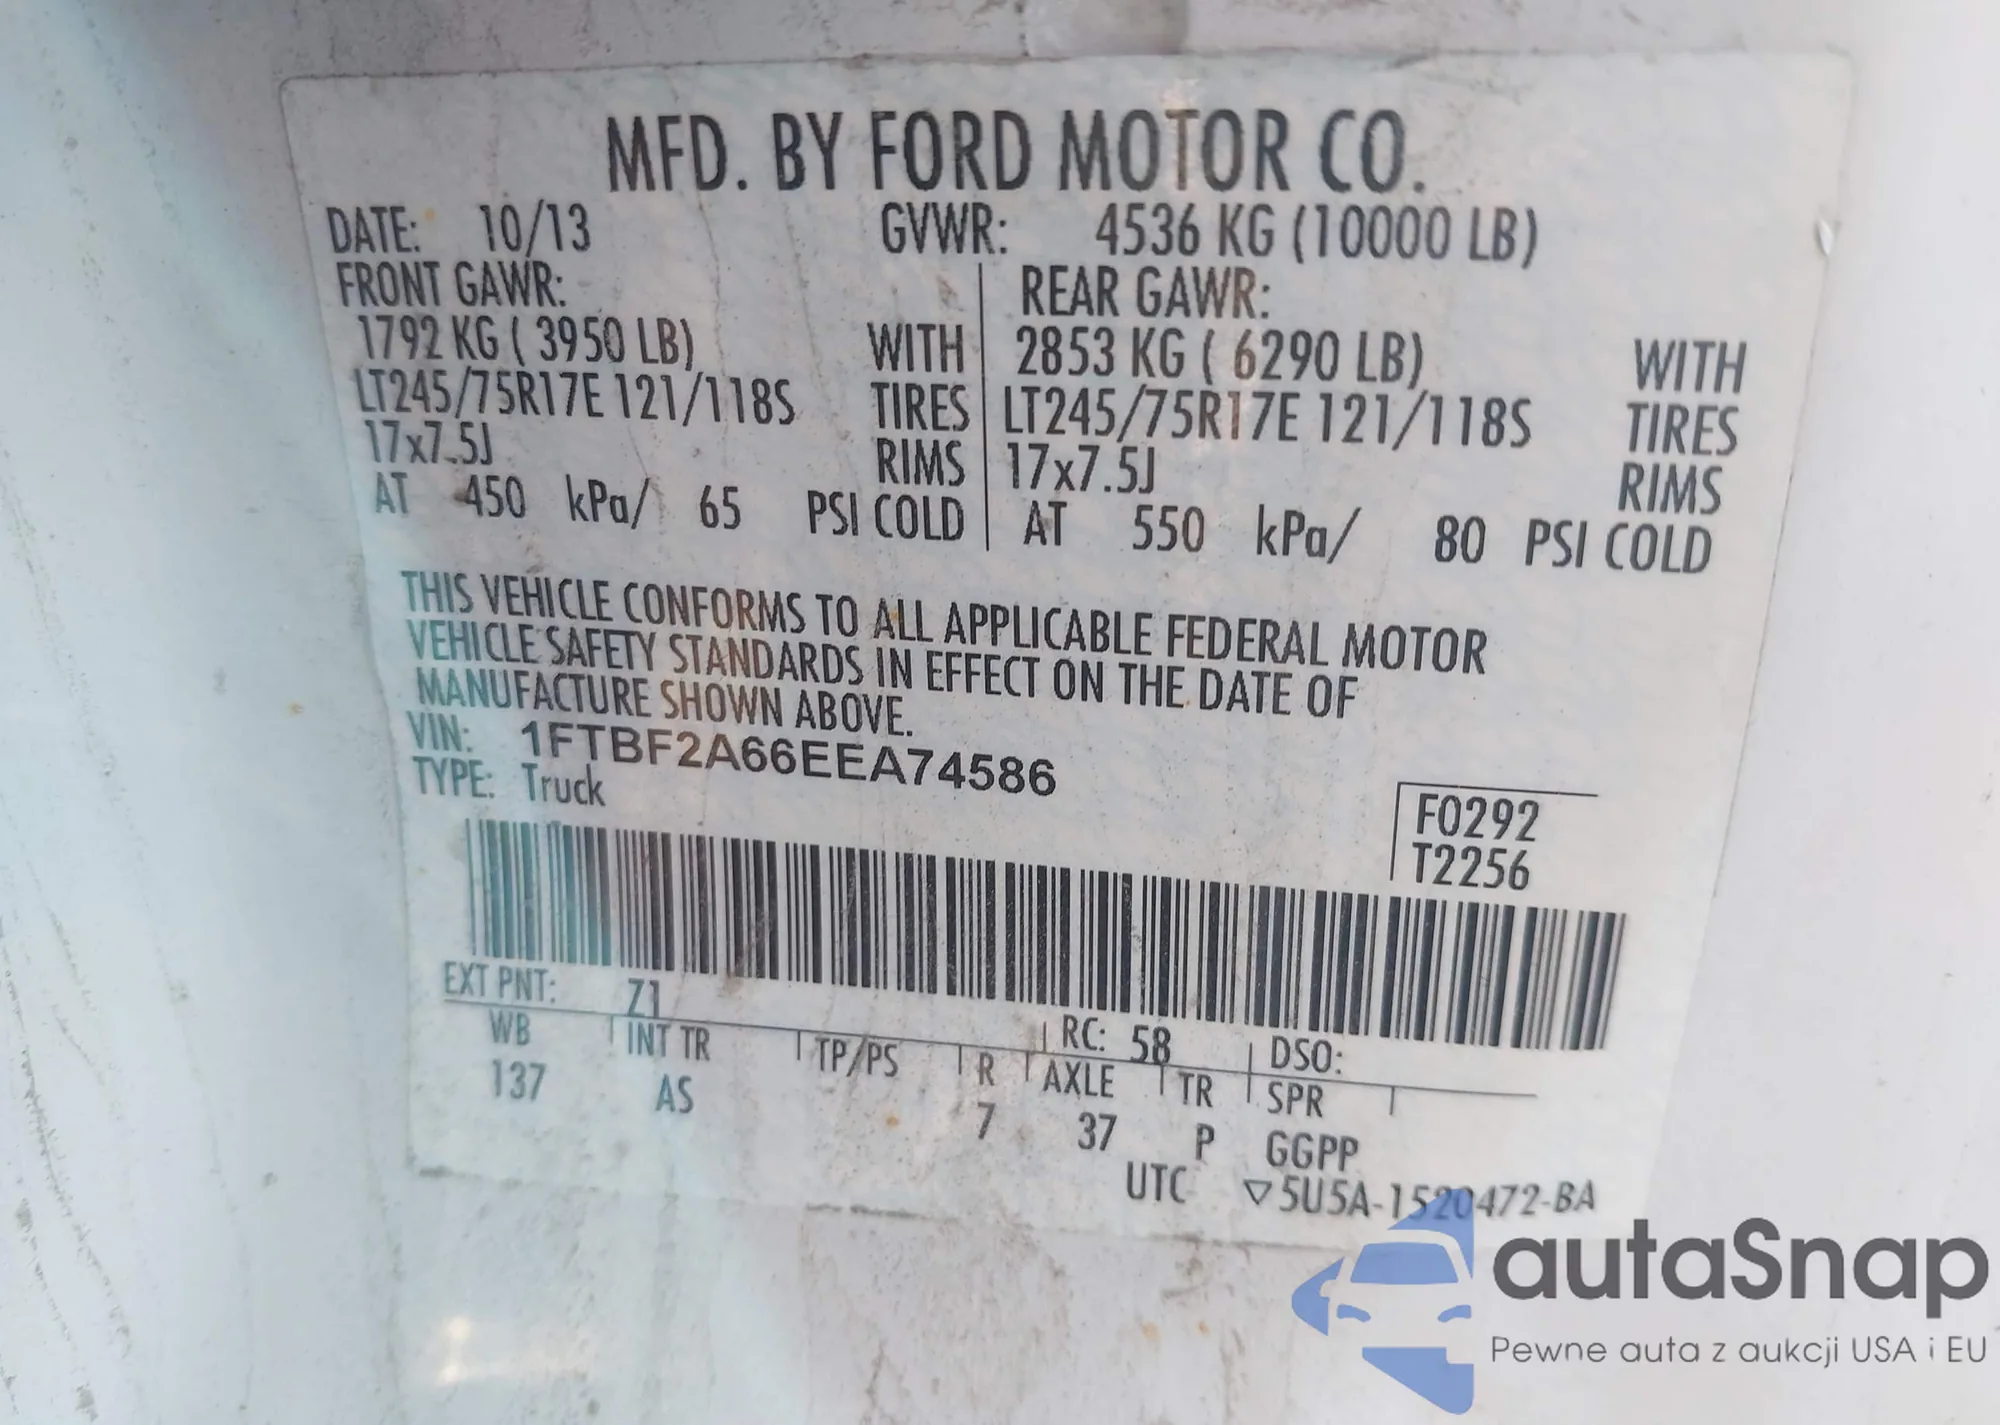 MFD. BY FORD MOTOR CO.
DATE: 10/13 GVWR: 4536 KG (10000 LB)
FRONT GAWR: REAR GAWR:
1792 KG ( 3950 LB) WITH 2853 KG ( 6290 LB) WITH
LT245/75R17E 121/118S TIRES LT245/75R17E 121/118S TIRES
17x7.5J RIMS 17x7.5J RIMS
AT 450 kPa/ 65 PSI COLD AT 550 kPa/ 80 PSI COLD
THIS VEHICLE CONFORMS TO ALL APPLICABLE FEDERAL MOTOR
VEHICLE SAFETY STANDARDS IN EFFECT ON THE DATE OF
MANUFACTURE SHOWN ABOVE.
VIN: 1FTBF2A66EEA74586
TYPE: Truck
F0292
T2256
EXT PNT: Z1 RC: 58 DSO:
WB INT TR TP/PS R AXLE TR SPR
137 AS 7 37 P GGPP
UTC ▽5U5A-1520472-BA
autaSnap
Pewne auta z aukcji USA i EU